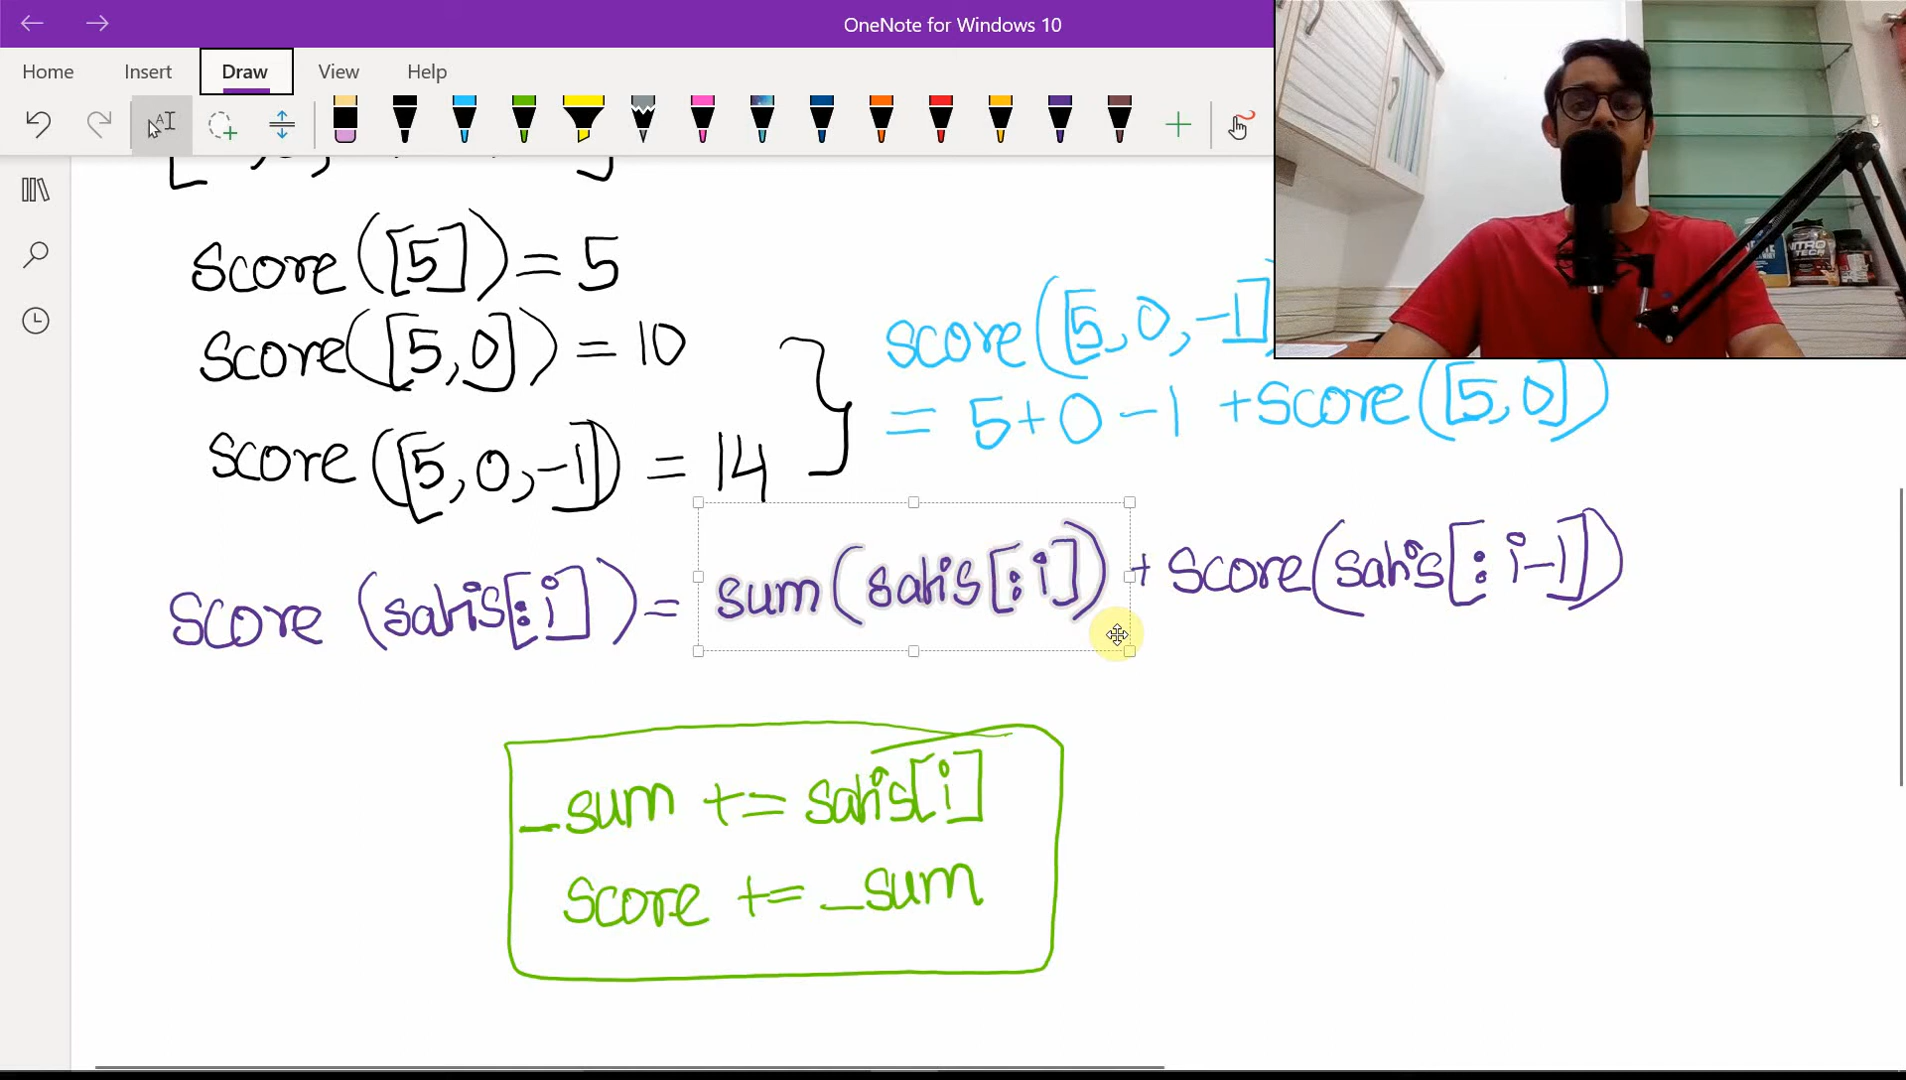 OneNote for Windows 10
Home Insert Draw View Help
score([5]) = 5
score([5,0]) = 10
score([5,0,-1]) = 14
score([5,0,-1]
= 5+0-1 +score([5,0])
score (satis[:i]) = sum(satis[:i]) + score(satis[:i-1])
_sum += satis[i]
score += _sum
NITRO
TECH